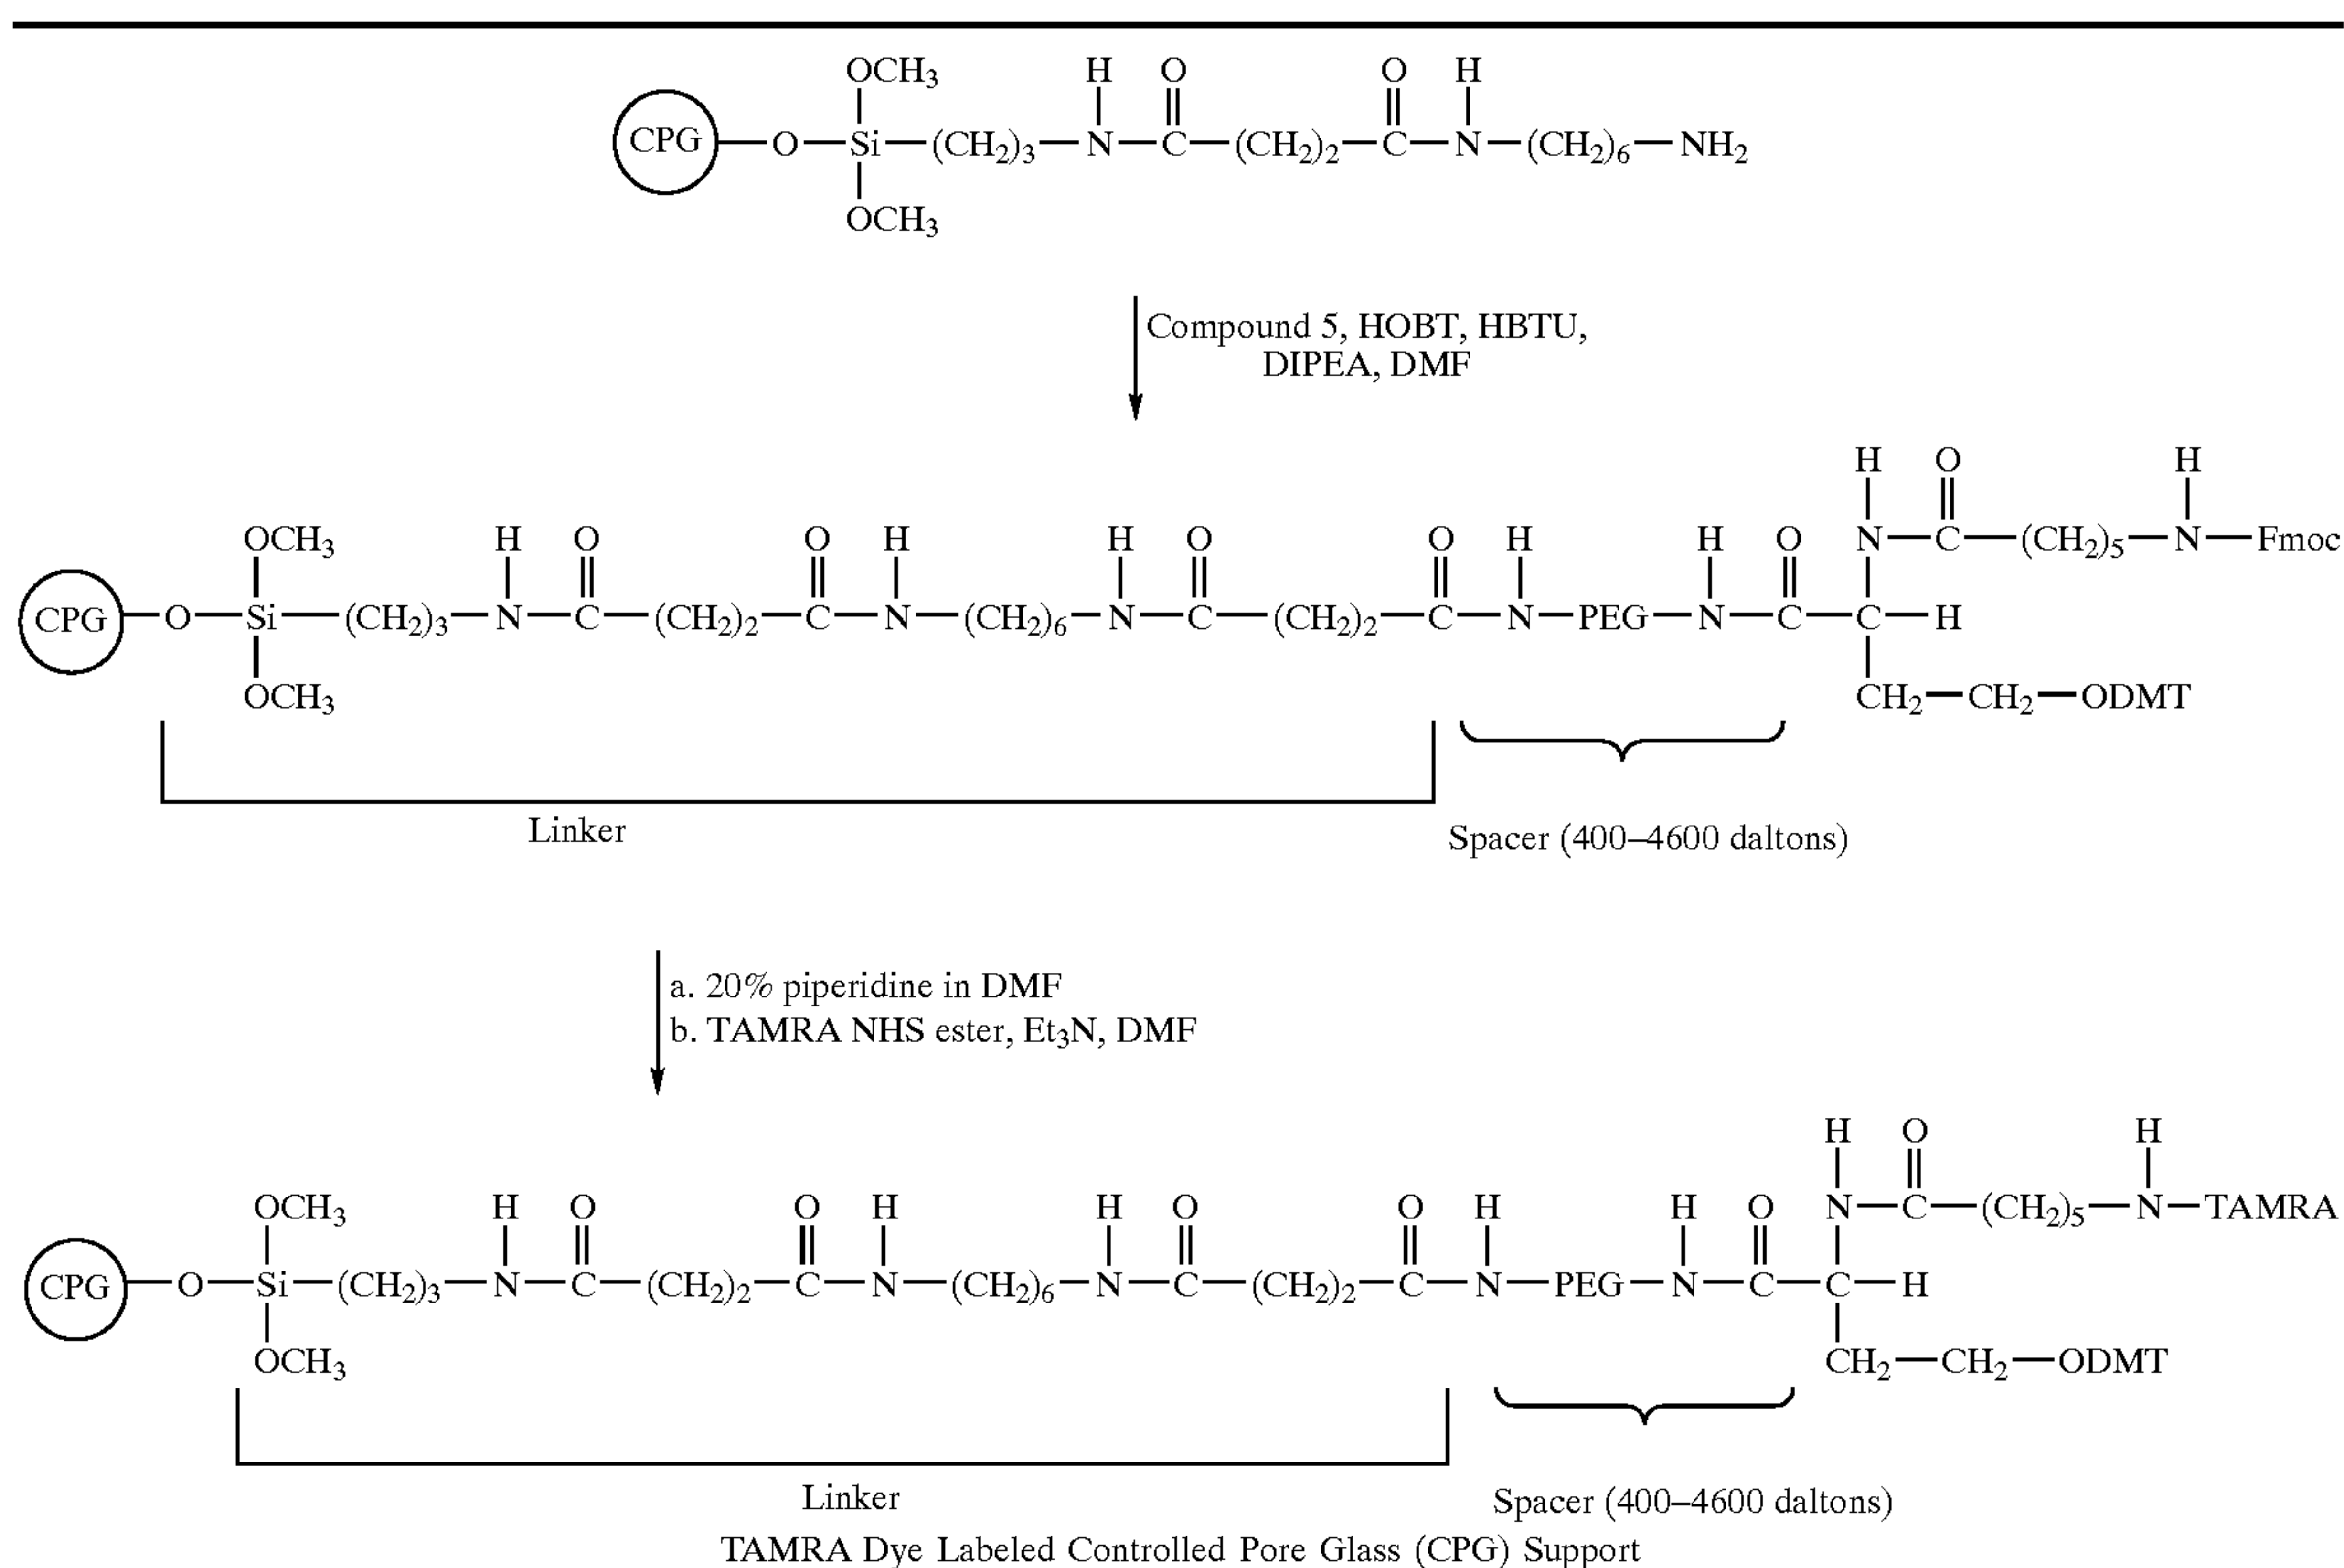 OCH₃ H O O H
CPG—O—Si—(CH₂)₃—N—C—(CH₂)₂—C—N—(CH₂)₆—NH₂
OCH₃
Compound 5, HOBT, HBTU,
DIPEA, DMF
H O H
OCH₃ H O O H H O O H H O N—C—(CH₂)₅—N—Fmoc
CPG—O—Si—(CH₂)₃—N—C—(CH₂)₂—C—N—(CH₂)₆—N—C—(CH₂)₂—C—N—PEG—N—C—C—H
OCH₃ CH₂—CH₂—ODMT
Linker
Spacer (400–4600 daltons)
a. 20% piperidine in DMF
b. TAMRA NHS ester, Et₃N, DMF
H O H
OCH₃ H O O H H O O H H O N—C—(CH₂)₅—N—TAMRA
CPG—O—Si—(CH₂)₃—N—C—(CH₂)₂—C—N—(CH₂)₆—N—C—(CH₂)₂—C—N—PEG—N—C—C—H
OCH₃ CH₂—CH₂—ODMT
Linker
Spacer (400–4600 daltons)
TAMRA Dye Labeled Controlled Pore Glass (CPG) Support